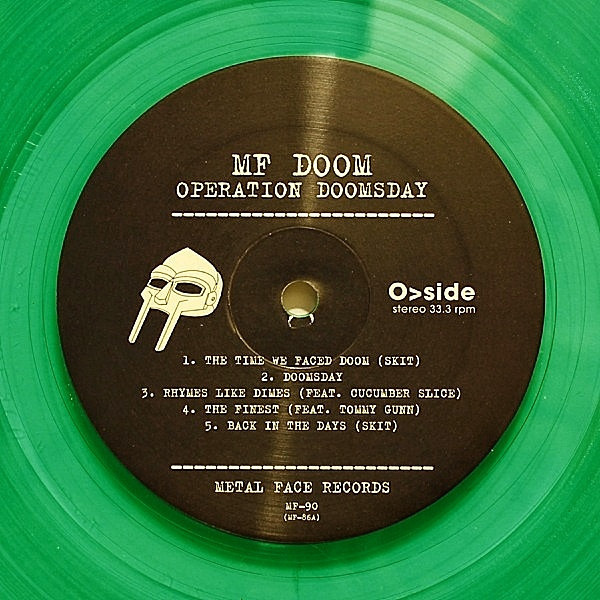 MF DOOM
OPERATION DOOMSDAY
O>side
stereo 33.3 rpm
1. THE TIME WE FACED DOOM (SKIT)
2. DOOMSDAY
3. RHYMES LIKE DIMES (FEAT. CUCUMBER SLICE)
4. THE FINEST (FEAT. TOMMY GUNN)
5. BACK IN THE DAYS (SKIT)
METAL FACE RECORDS
MF-90
(MF-86A)